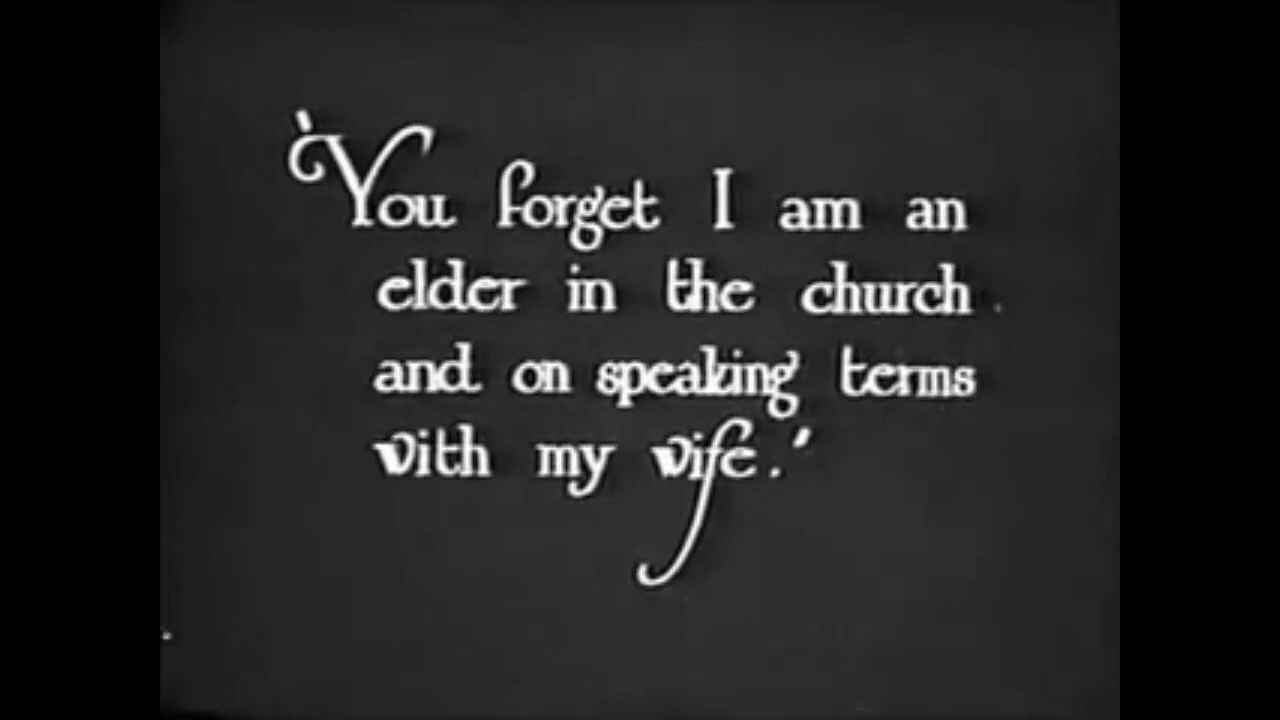 'You forget I am an
elder in the church
and on speaking terms
with my wife.'